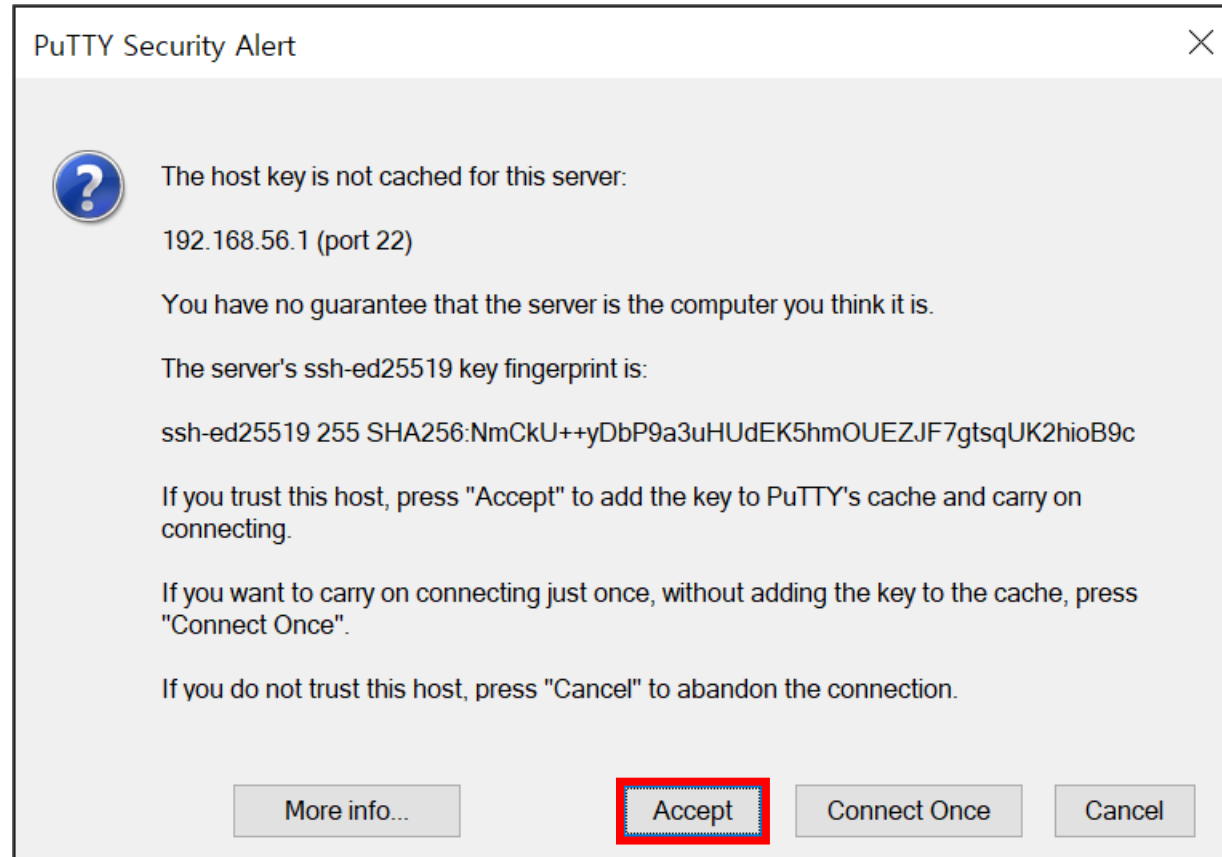 PuTTY Security Alert
The host key is not cached for this server:
192.168.56.1 (port 22)
You have no guarantee that the server is the computer you think it is.
The server's ssh-ed25519 key fingerprint is:
ssh-ed25519 255 SHA256:NmCkU++yDbP9a3uHUdEK5hmOUEZJF7gtsqUK2hioB9c
If you trust this host, press "Accept" to add the key to PuTTY's cache and carry on
connecting.
If you want to carry on connecting just once, without adding the key to the cache, press
"Connect Once".
If you do not trust this host, press "Cancel" to abandon the connection.
More info... Accept Connect Once Cancel